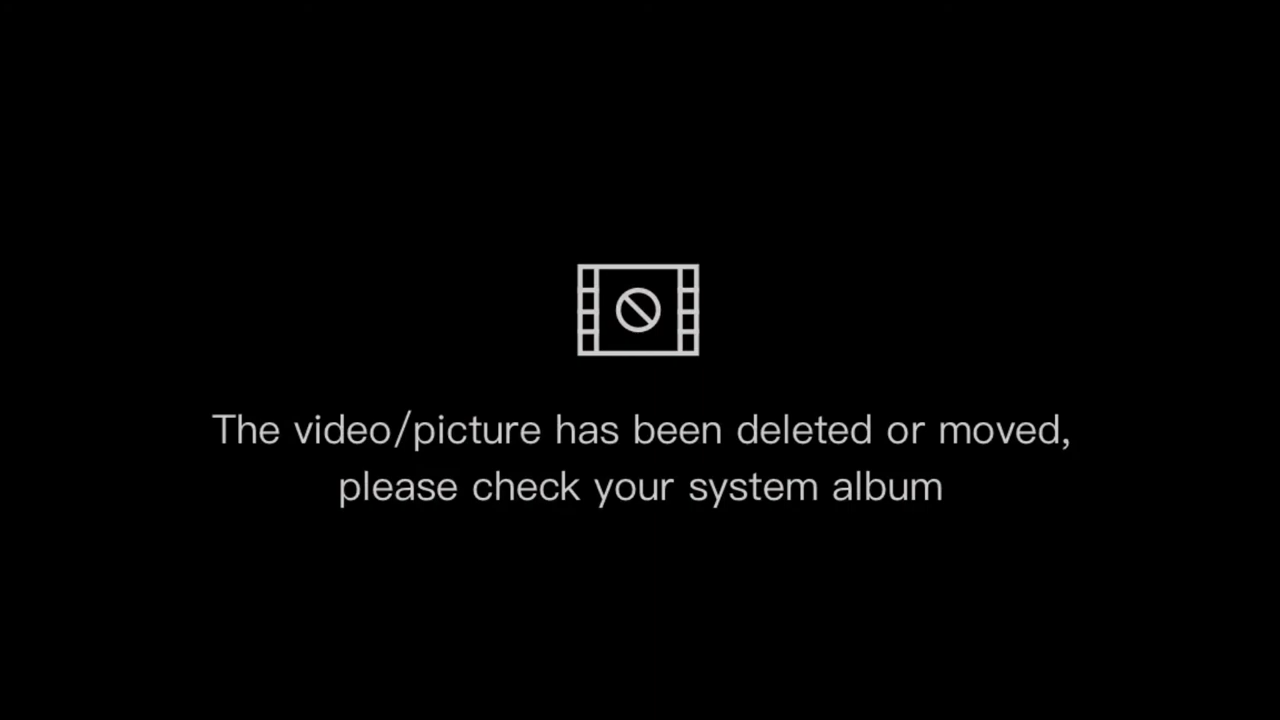 The video/picture has been deleted or moved,
please check your system album